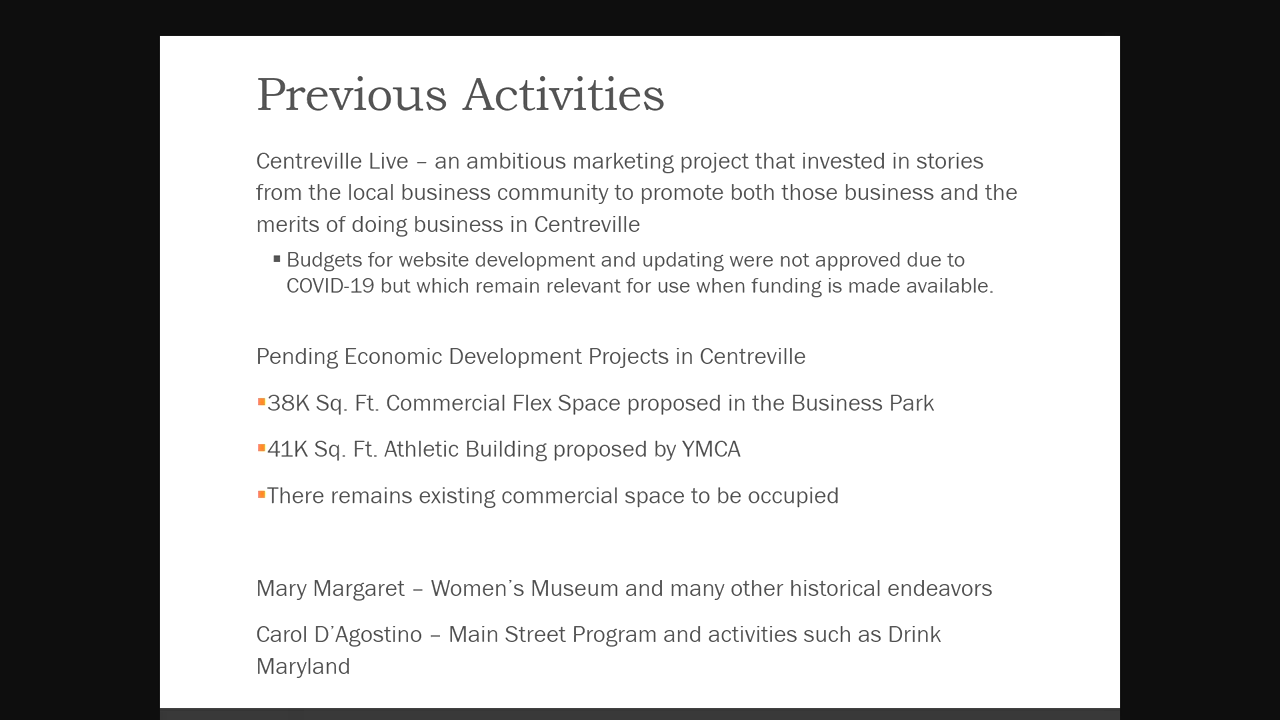 Previous Activities
Centreville Live – an ambitious marketing project that invested in stories
from the local business community to promote both those business and the
merits of doing business in Centreville
▪ Budgets for website development and updating were not approved due to
COVID-19 but which remain relevant for use when funding is made available.
Pending Economic Development Projects in Centreville
▪38K Sq. Ft. Commercial Flex Space proposed in the Business Park
▪41K Sq. Ft. Athletic Building proposed by YMCA
▪There remains existing commercial space to be occupied
Mary Margaret – Women’s Museum and many other historical endeavors
Carol D’Agostino – Main Street Program and activities such as Drink
Maryland